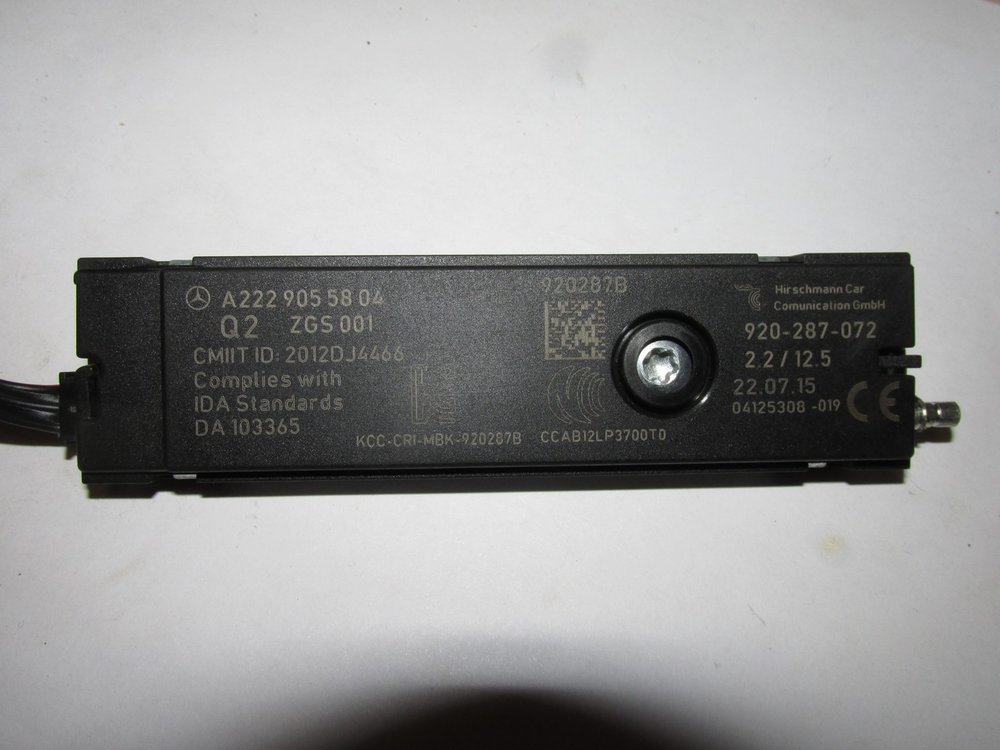 A222 905 58 04
Q2 ZGS 001
CMIIT ID: 2012DJ4466
Complies with
IDA Standards
DA 103365
KCC-CRI-MBK-920287B
920287B
CCAB12LP3700T0
Hirschmann Car
Comunication GmbH
920-287-072
2.2 / 12.5
22.07.15
04125308 -019
CE